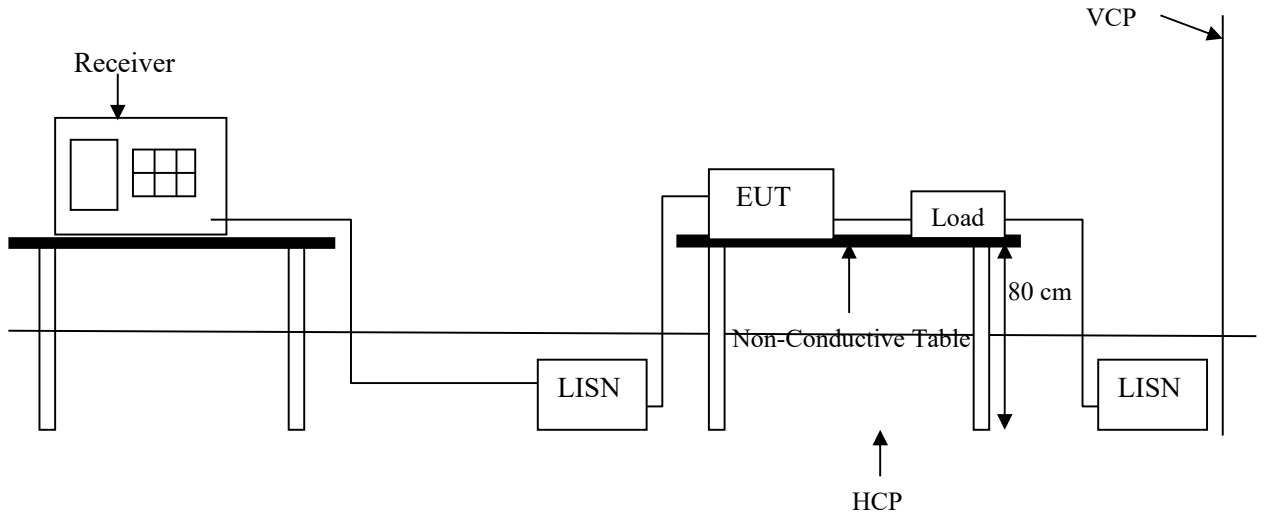 VCP
Receiver
EUT
Load
80 cm
Non-Conductive Table
LISN
LISN
HCP